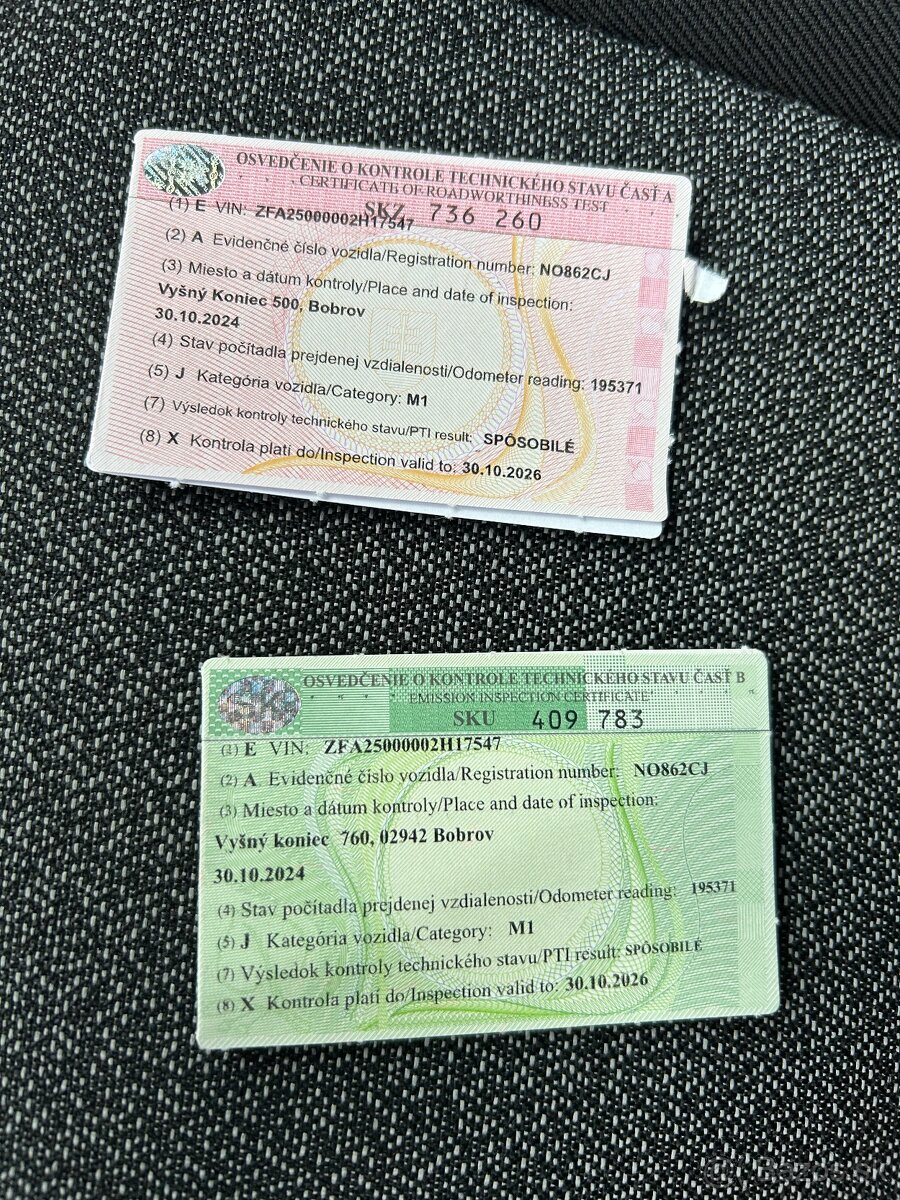 OSVEDČENIE O KONTROLE TECHNICKÉHO STAVU ČASŤ A
CERTIFICATE OF ROADWORTHINESS TEST
SKZ 736 260
(1) E VIN: ZFA25000002H17547
(2) A Evidenčné číslo vozidla/Registration number: NO862CJ
(3) Miesto a dátum kontroly/Place and date of inspection:
Vyšný Koniec 500, Bobrov
30.10.2024
(4) Stav počítadla prejdenej vzdialenosti/Odometer reading: 195371
(5) J Kategória vozidla/Category: M1
(7) Výsledok kontroly technického stavu/PTI result: SPÔSOBILÉ
(8) X Kontrola platí do/Inspection valid to: 30.10.2026
OSVEDČENIE O KONTROLE TECHNICKÉHO STAVU ČASŤ B
EMISSION INSPECTION CERTIFICATE
SKU 409 783
(1) E VIN: ZFA25000002H17547
(2) A Evidenčné číslo vozidla/Registration number: NO862CJ
(3) Miesto a dátum kontroly/Place and date of inspection:
Vyšný koniec 760, 02942 Bobrov
30.10.2024
(4) Stav počítadla prejdenej vzdialenosti/Odometer reading: 195371
(5) J Kategória vozidla/Category: M1
(7) Výsledok kontroly technického stavu/PTI result: SPÔSOBILÉ
(8) X Kontrola platí do/Inspection valid to: 30.10.2026